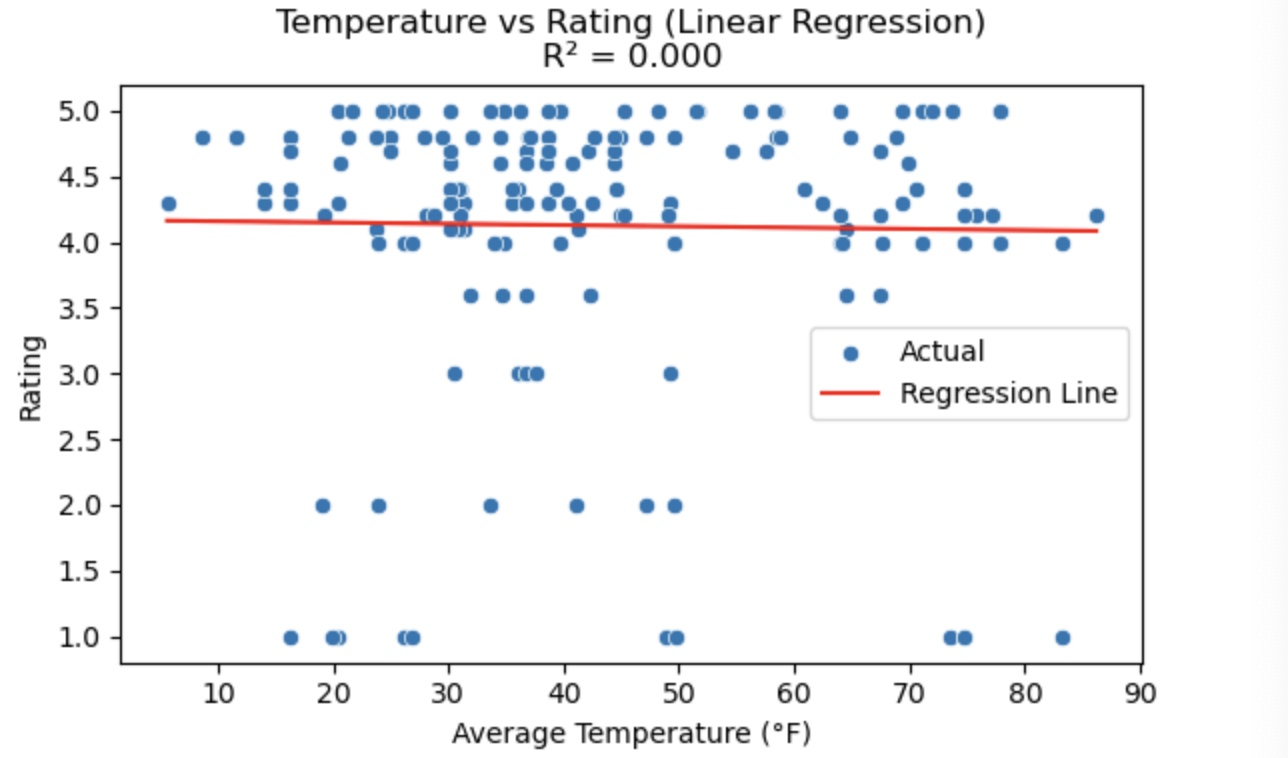 Temperature vs Rating (Linear Regression)
R² = 0.000
5.0
4.5
4.0
3.5
3.0
2.5
2.0
1.5
1.0
Rating
Actual
Regression Line
10 20 30 40 50 60 70 80 90
Average Temperature (°F)